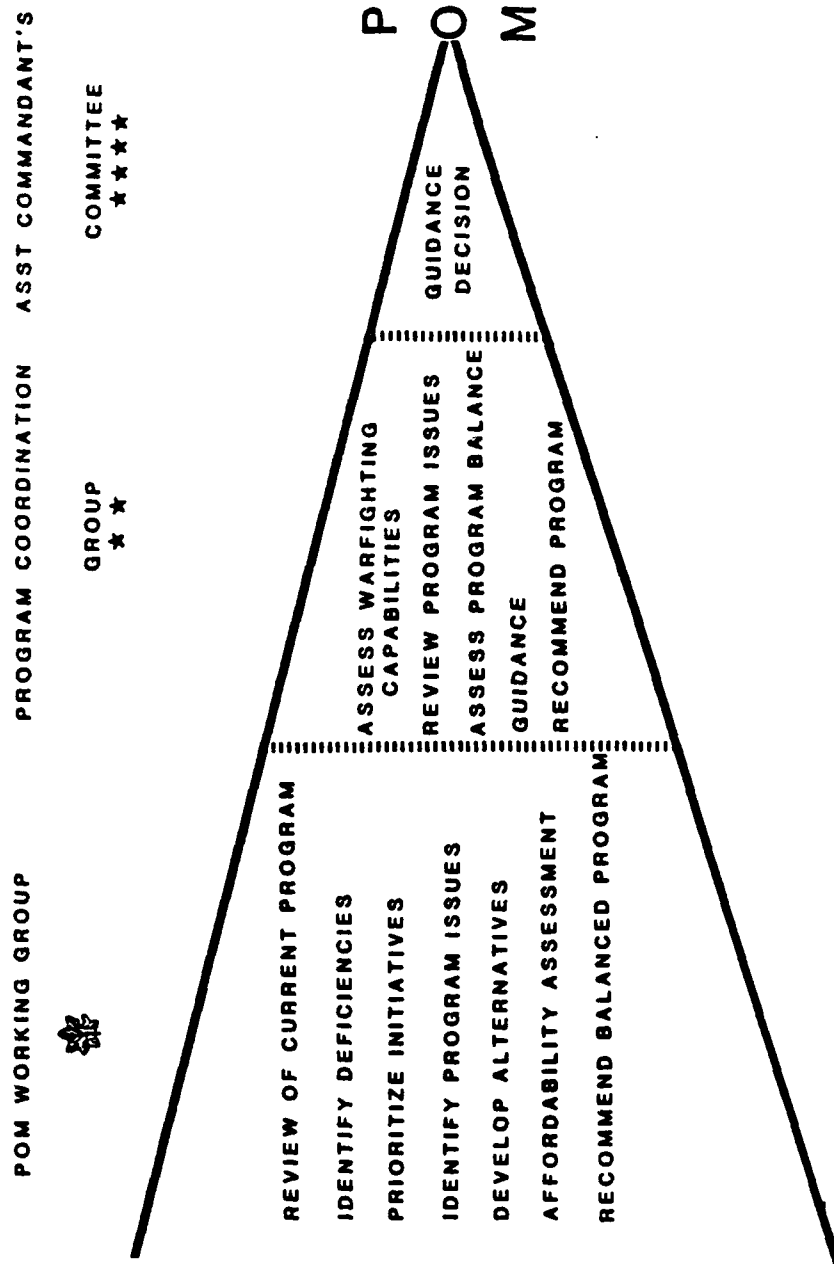 POM WORKING GROUP
PROGRAM COORDINATION
GROUP
ASST COMMANDANT'S
COMMITTEE
REVIEW OF CURRENT PROGRAM
IDENTIFY DEFICIENCIES
PRIORITIZE INITIATIVES
IDENTIFY PROGRAM ISSUES
DEVELOP ALTERNATIVES
AFFORDABILITY ASSESSMENT
RECOMMEND BALANCED PROGRAM
ASSESS WARFIGHTING
CAPABILITIES
REVIEW PROGRAM ISSUES
ASSESS PROGRAM BALANCE
GUIDANCE
RECOMMEND PROGRAM
GUIDANCE
DECISION
P
O
M